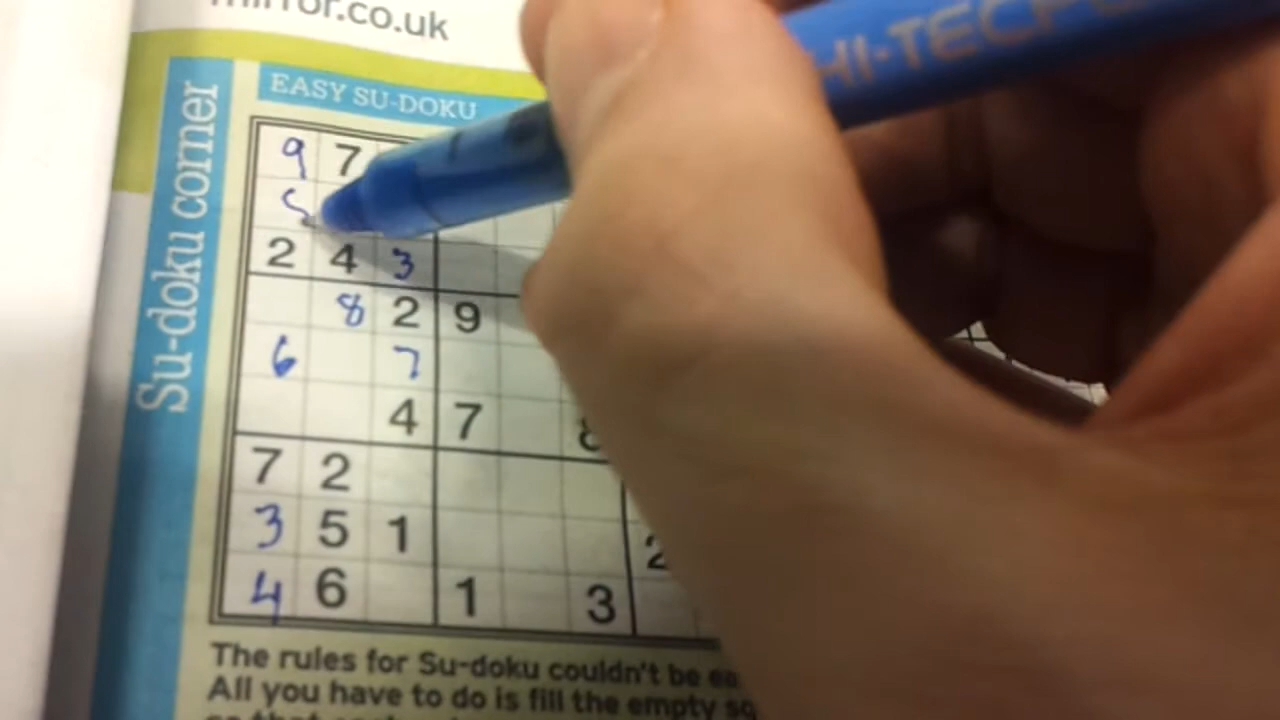 mirror.co.uk
Su-doku corner
EASY SU-DOKU
HI-TECP
9 7
5
2 4 3
8 2 9
6 7
4 7 8
7 2
3 5 1 2
4 6 1 3
The rules for Su-doku couldn't be
All you have to do is fill the empty